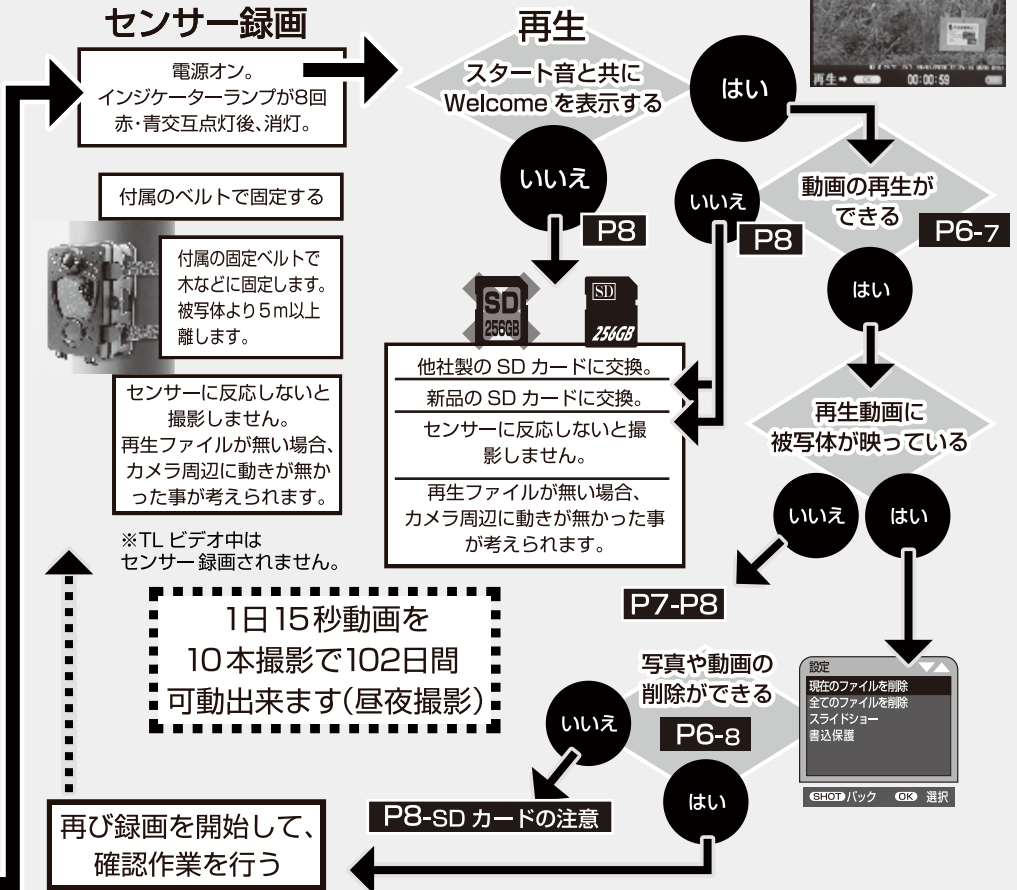 センサー録画
電源オン。
インジケーターランプが8回
赤・青交互点灯後、消灯。
付属のベルトで固定する
付属の固定ベルトで
木などに固定します。
被写体より5m以上
離します。
センサーに反応しないと
撮影しません。
再生ファイルが無い場合、
カメラ周辺に動きが無か
った事が考えられます。
※TLビデオ中は
センサー録画されません。
再生
スタート音と共に
Welcomeを表示する
はい
いいえ
P8
SD
256GB
SD
256GB
他社製のSDカードに交換。
新品のSDカードに交換。
センサーに反応しないと撮
影しません。
再生ファイルが無い場合、
カメラ周辺に動きが無かった事
が考えられます。
再生➡
00:00:59
動画の再生が
できる
P6-7
いいえ
P8
はい
再生動画に
被写体が映っている
いいえ
はい
P7-P8
設定
現在のファイルを削除
全てのファイルを削除
スライドショー
書込保護
SHOT バック OK 選択
写真や動画の
削除ができる
P6-8
いいえ
はい
P8-SDカードの注意
1日15秒動画を
10本撮影で102日間
可動出来ます(昼夜撮影)
再び録画を開始して、
確認作業を行う